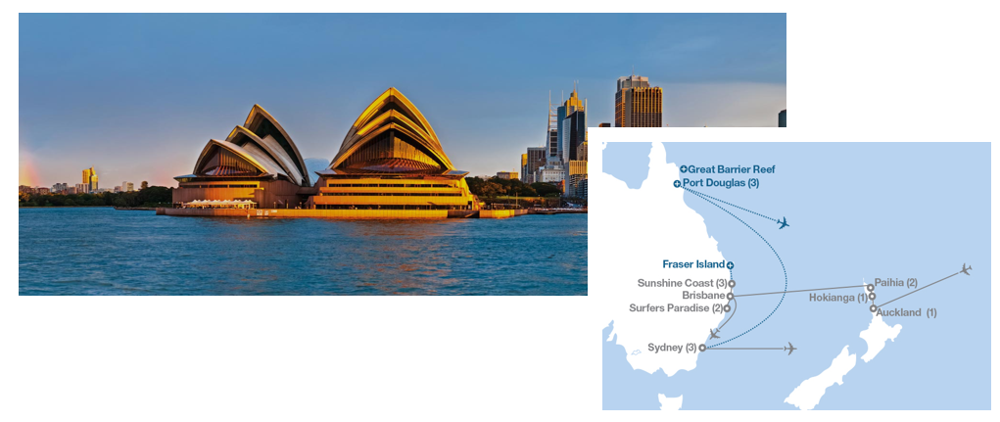 Great Barrier Reef
Port Douglas (3)
Fraser Island
Sunshine Coast (3)
Brisbane
Surfers Paradise (2)
Sydney (3)
Paihia (2)
Hokianga (1)
Auckland (1)